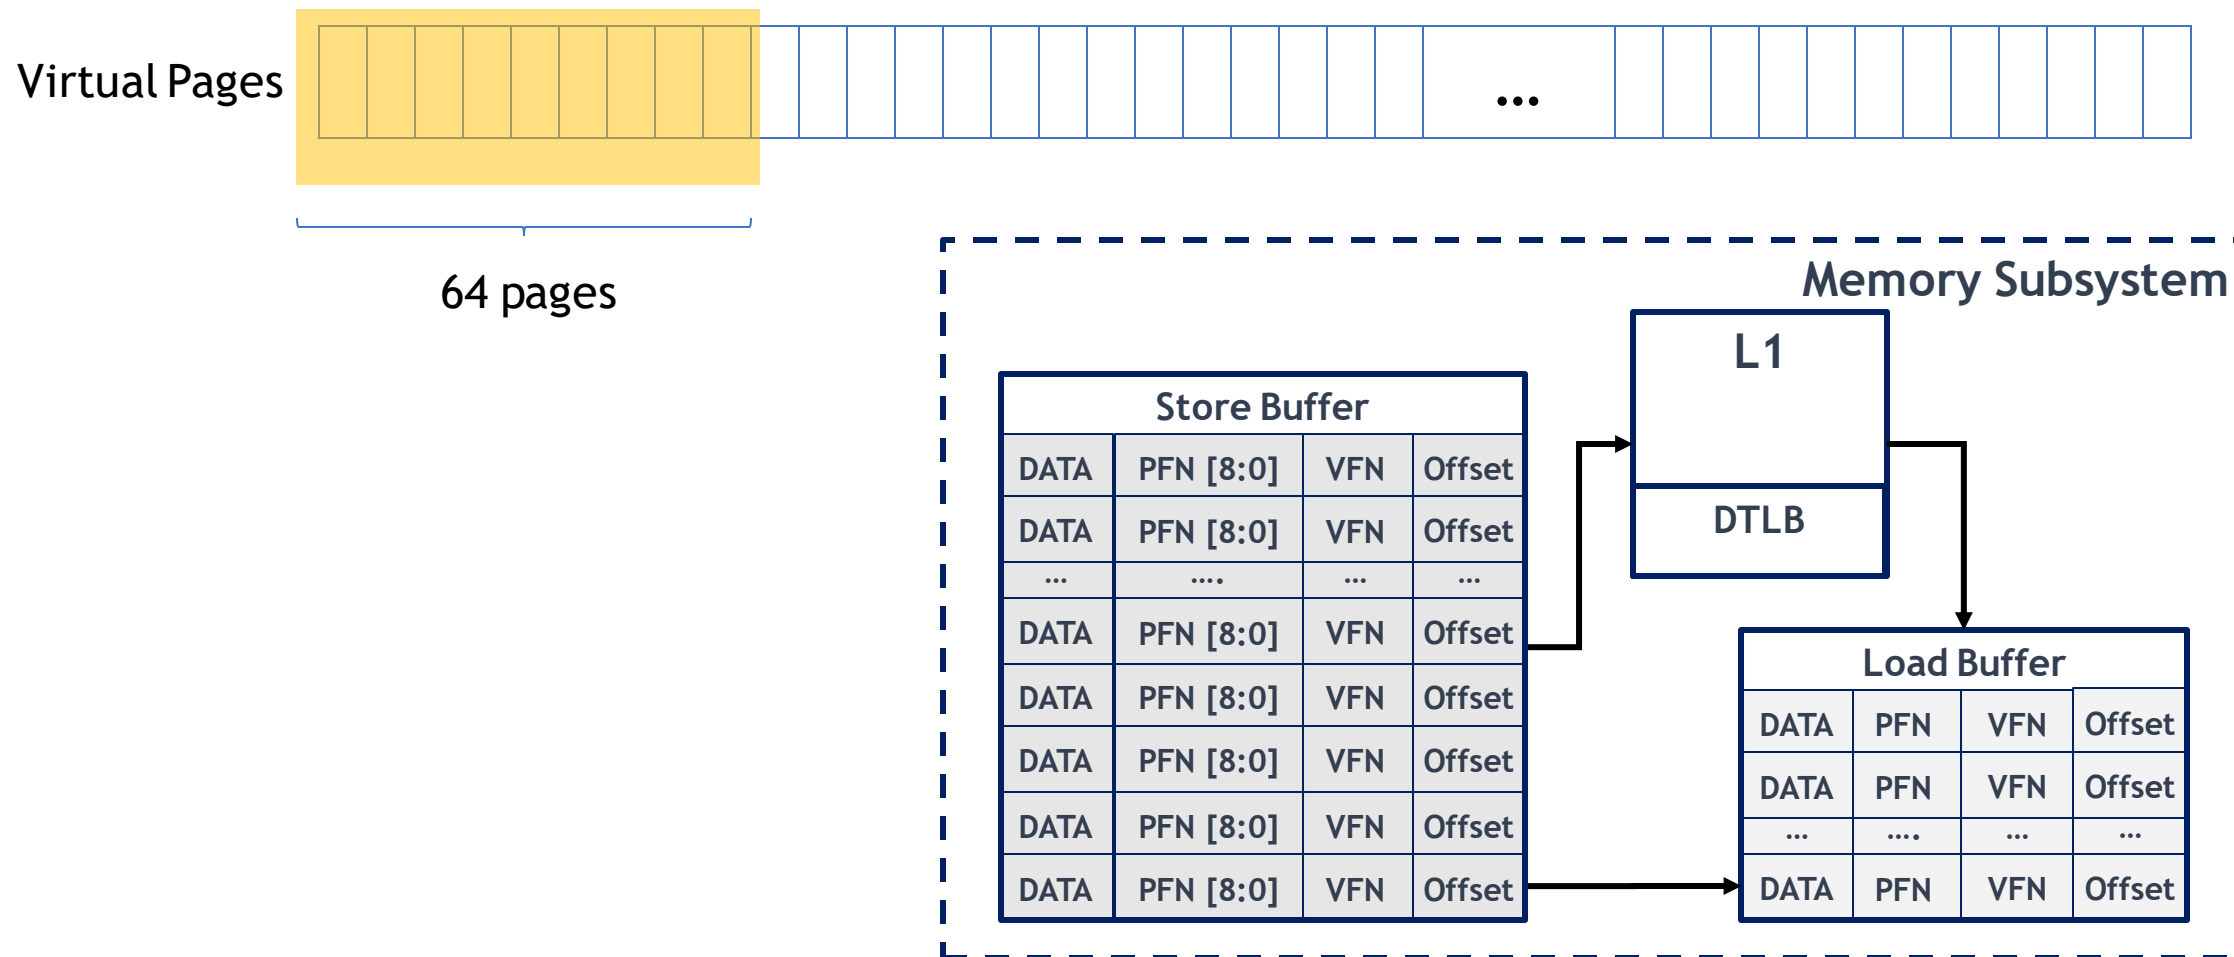 Virtual Pages
...
64 pages
Memory Subsystem
L1
DTLB
Store Buffer
DATA PFN [8:0] VFN Offset
DATA PFN [8:0] VFN Offset
... .... ... ...
DATA PFN [8:0] VFN Offset
DATA PFN [8:0] VFN Offset
DATA PFN [8:0] VFN Offset
DATA PFN [8:0] VFN Offset
DATA PFN [8:0] VFN Offset
Load Buffer
DATA PFN VFN Offset
DATA PFN VFN Offset
... .... ... ...
DATA PFN VFN Offset